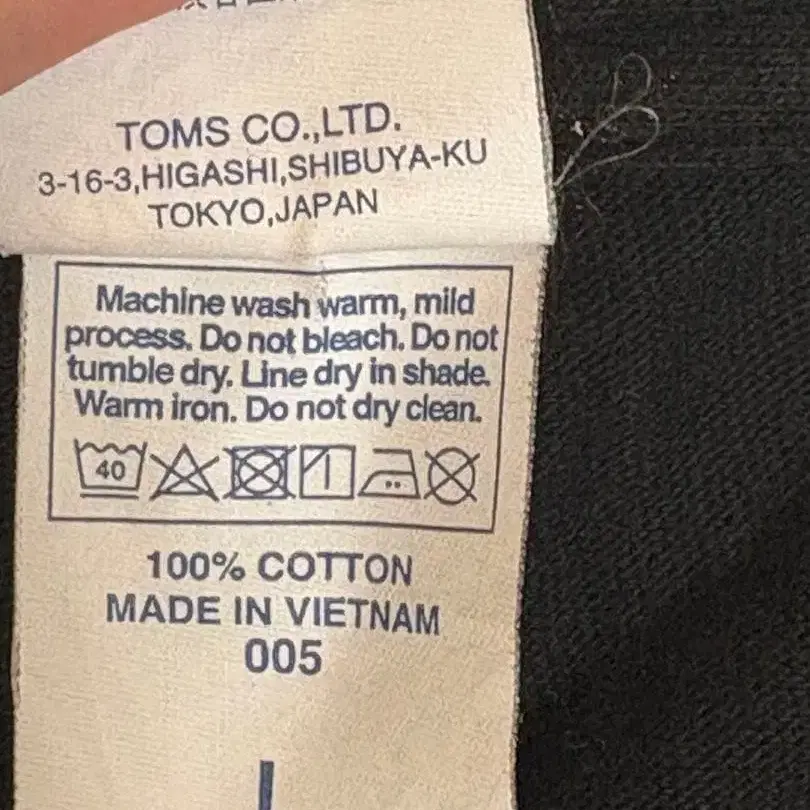 TOMS CO.,LTD.
3-16-3,HIGASHI,SHIBUYA-KU
TOKYO,JAPAN
Machine wash warm, mild
process. Do not bleach. Do not
tumble dry. Line dry in shade.
Warm iron. Do not dry clean.
40
100% COTTON
MADE IN VIETNAM
005